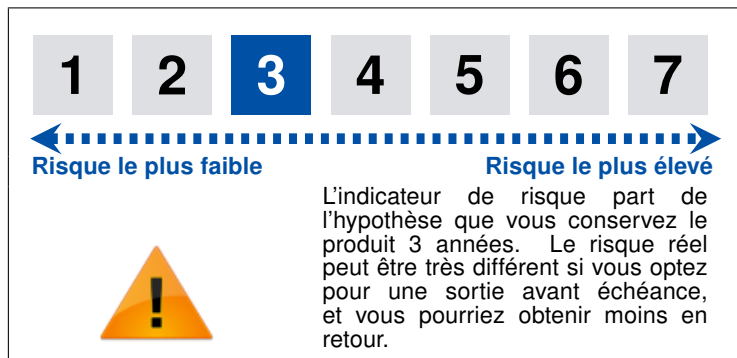 1 2 3 4 5 6 7
Risque le plus faible Risque le plus élevé
L'indicateur de risque part de
l'hypothèse que vous conservez le
produit 3 années. Le risque réel
peut être très différent si vous optez
pour une sortie avant échéance,
et vous pourriez obtenir moins en
retour.